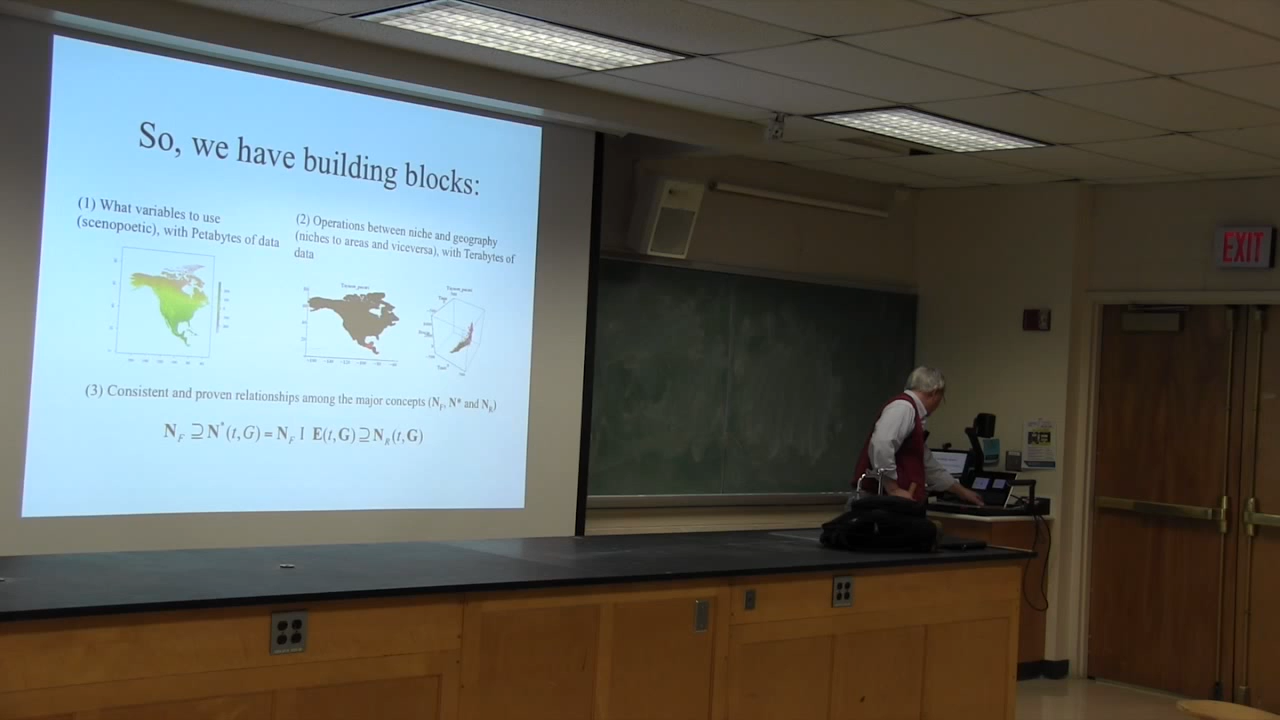 So, we have building blocks:
(1) What variables to use
(scenopoetic), with Petabytes of data
(2) Operations between niche and geography
(niches to areas and viceversa), with Terabytes of
data
(3) Consistent and proven relationships among the major concepts (N_F, N* and N_R)
N_F ⊇ N*(t,G) = N_F I E(t,G) ⊇ N_R(t,G)
EXIT